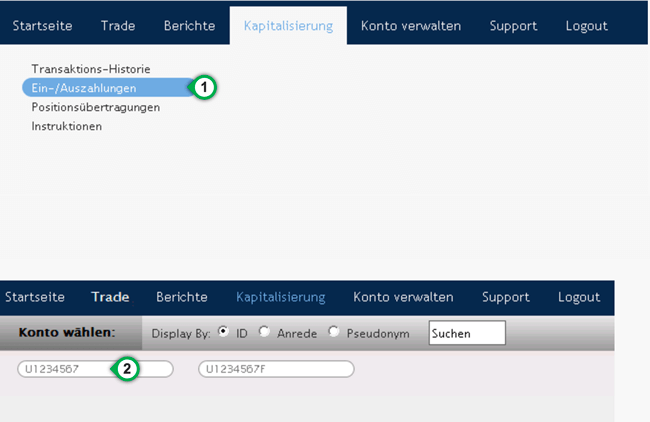 Startseite Trade Berichte Kapitalisierung Konto verwalten Support Logout
Transaktions-Historie
Ein-/Auszahlungen 1
Positionsübertragungen
Instruktionen
Startseite Trade Berichte Kapitalisierung Konto verwalten Support Logout
Konto wählen: Display By: ID Anrede Pseudonym Suchen
U1234567 2 U1234567F